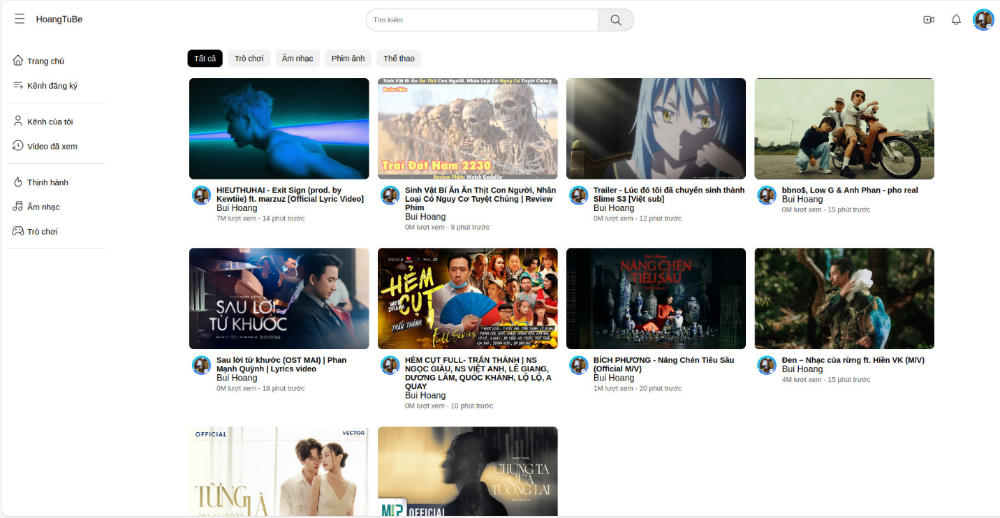 HoangTuBe
Tìm kiếm
Trang chủ
Kênh đăng ký
Kênh của tôi
Video đã xem
Thịnh hành
Âm nhạc
Trò chơi
Tất cả
Trò chơi
Âm nhạc
Phim ảnh
Thể thao
HIEUTHUHAI - Exit Sign (prod. by
Kewtiie) ft. marzuz [Official Lyric Video]
Bui Hoang
7M lượt xem - 14 phút trước
Sinh Vật Bí Ẩn Ăn Thịt Con Người, Nhân Loại Có Nguy Cơ Tuyệt Chủng
Review Phim
Trái Đất Năm 2230
Review Phim: Watch Godzilla
Sinh Vật Bí Ẩn Ăn Thịt Con Người, Nhân
Loại Có Nguy Cơ Tuyệt Chủng | Review
Phim
Bui Hoang
0M lượt xem - 9 phút trước
Trailer - Lúc đó tôi đã chuyển sinh thành
Slime S3 [Việt sub]
Bui Hoang
0M lượt xem - 12 phút trước
bbno$, Low G & Anh Phan - pho real
Bui Hoang
0M lượt xem - 15 phút trước
SAU LỜI
TỪ KHƯỚC
Sau lời từ khước (OST MAI) | Phan
Mạnh Quỳnh | Lyrics video
Bui Hoang
0M lượt xem - 18 phút trước
HẺM
CỤT
WEB
DRAMA
TRẤN THÀNH
Full Series
HẺM CỤT FULL- TRẤN THÀNH | NS
NGỌC GIÀU, NS VIỆT ANH, LÊ GIANG,
DƯƠNG LÂM, QUỐC KHÁNH, LỘ LỘ, A
QUAY
Bui Hoang
0M lượt xem - 10 phút trước
Bích Phương
NÂNG CHÉN
TIÊU SẦU
BÍCH PHƯƠNG - Nâng Chén Tiêu Sầu
(Official M/V)
Bui Hoang
1M lượt xem - 20 phút trước
Đen – Nhạc của rừng ft. Hiền VK (M/V)
Bui Hoang
4M lượt xem - 15 phút trước
OFFICIAL
VECTOR
TỪNG
LÀ
CHÚNG TA
CỦA
TƯƠNG LAI
OFFICIAL